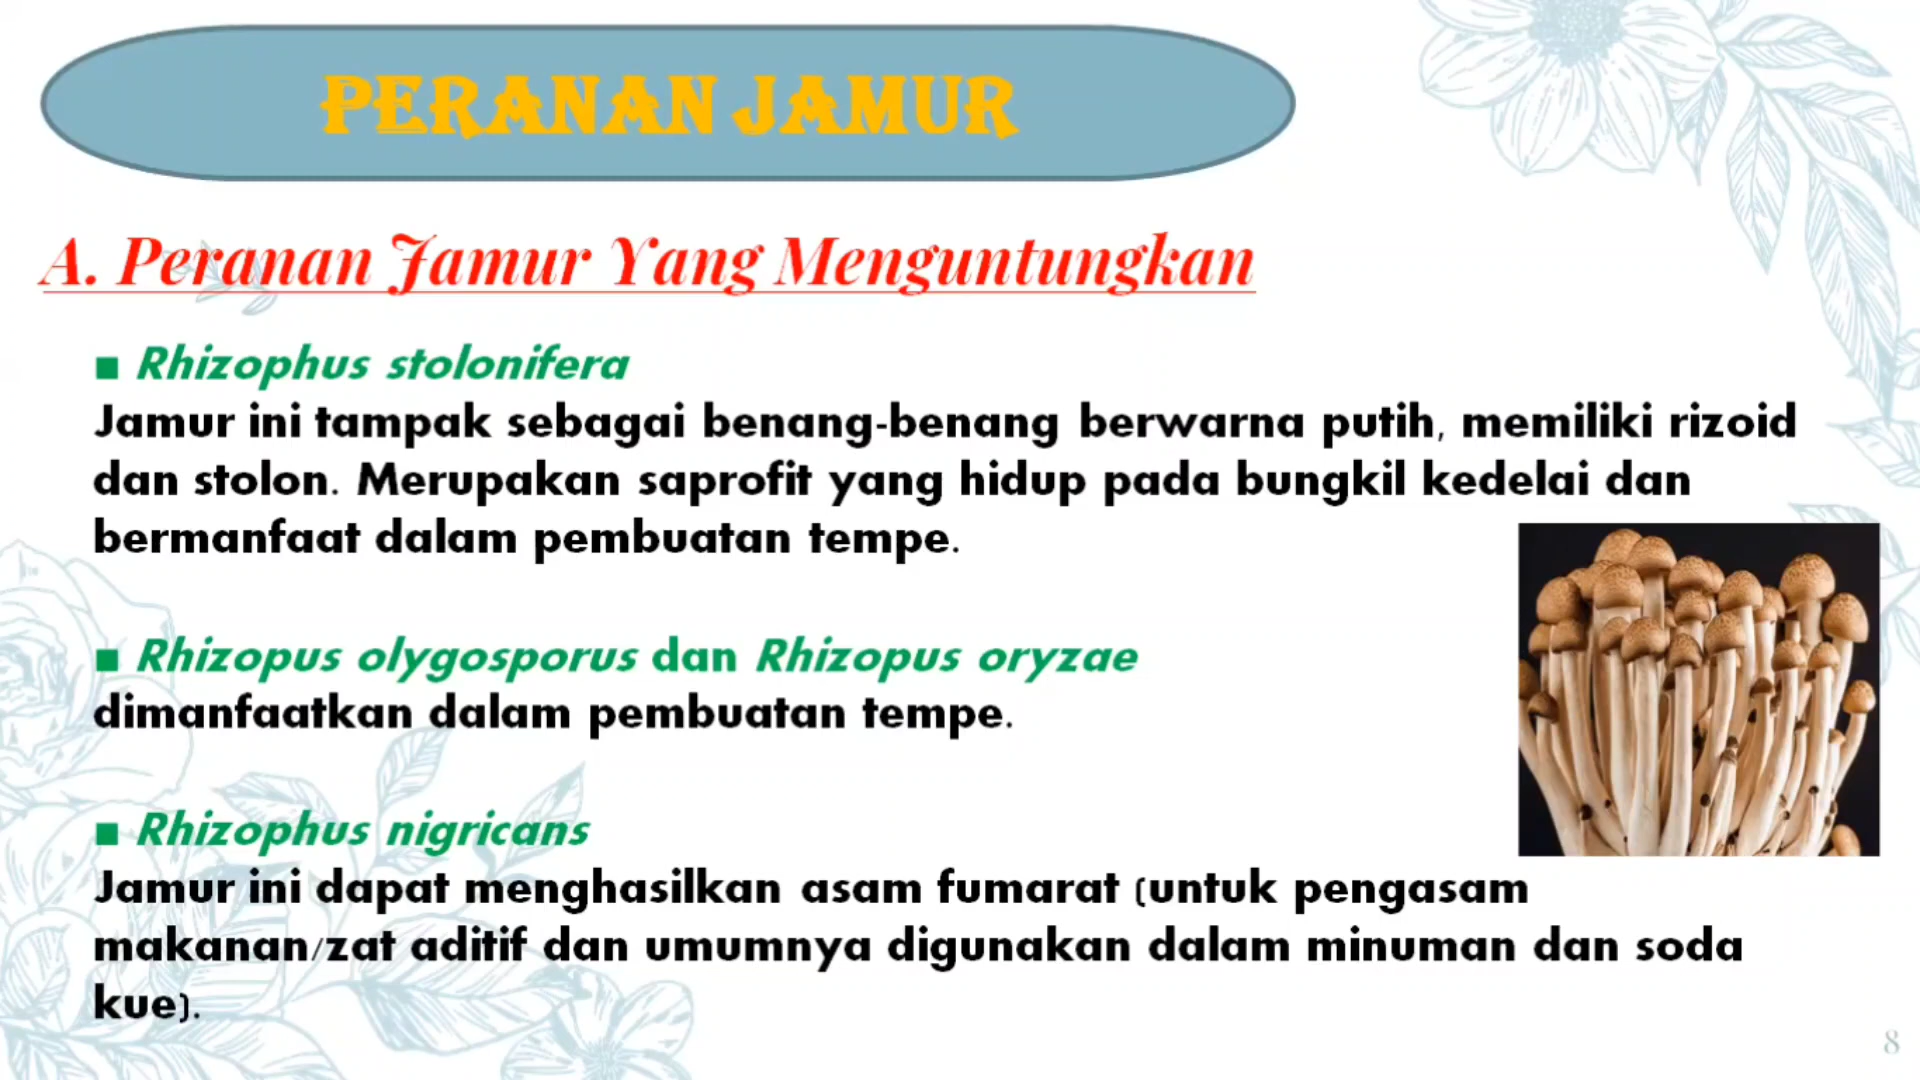 PERANAN JAMUR
A. Peranan Jamur Yang Menguntungkan
▪ Rhizophus stolonifera
Jamur ini tampak sebagai benang-benang berwarna putih, memiliki rizoid
dan stolon. Merupakan saprofit yang hidup pada bungkil kedelai dan
bermanfaat dalam pembuatan tempe.
▪ Rhizopus olygosporus dan Rhizopus oryzae
dimanfaatkan dalam pembuatan tempe.
▪ Rhizophus nigricans
Jamur ini dapat menghasilkan asam fumarat (untuk pengasam
makanan/zat aditif dan umumnya digunakan dalam minuman dan soda
kue).
8